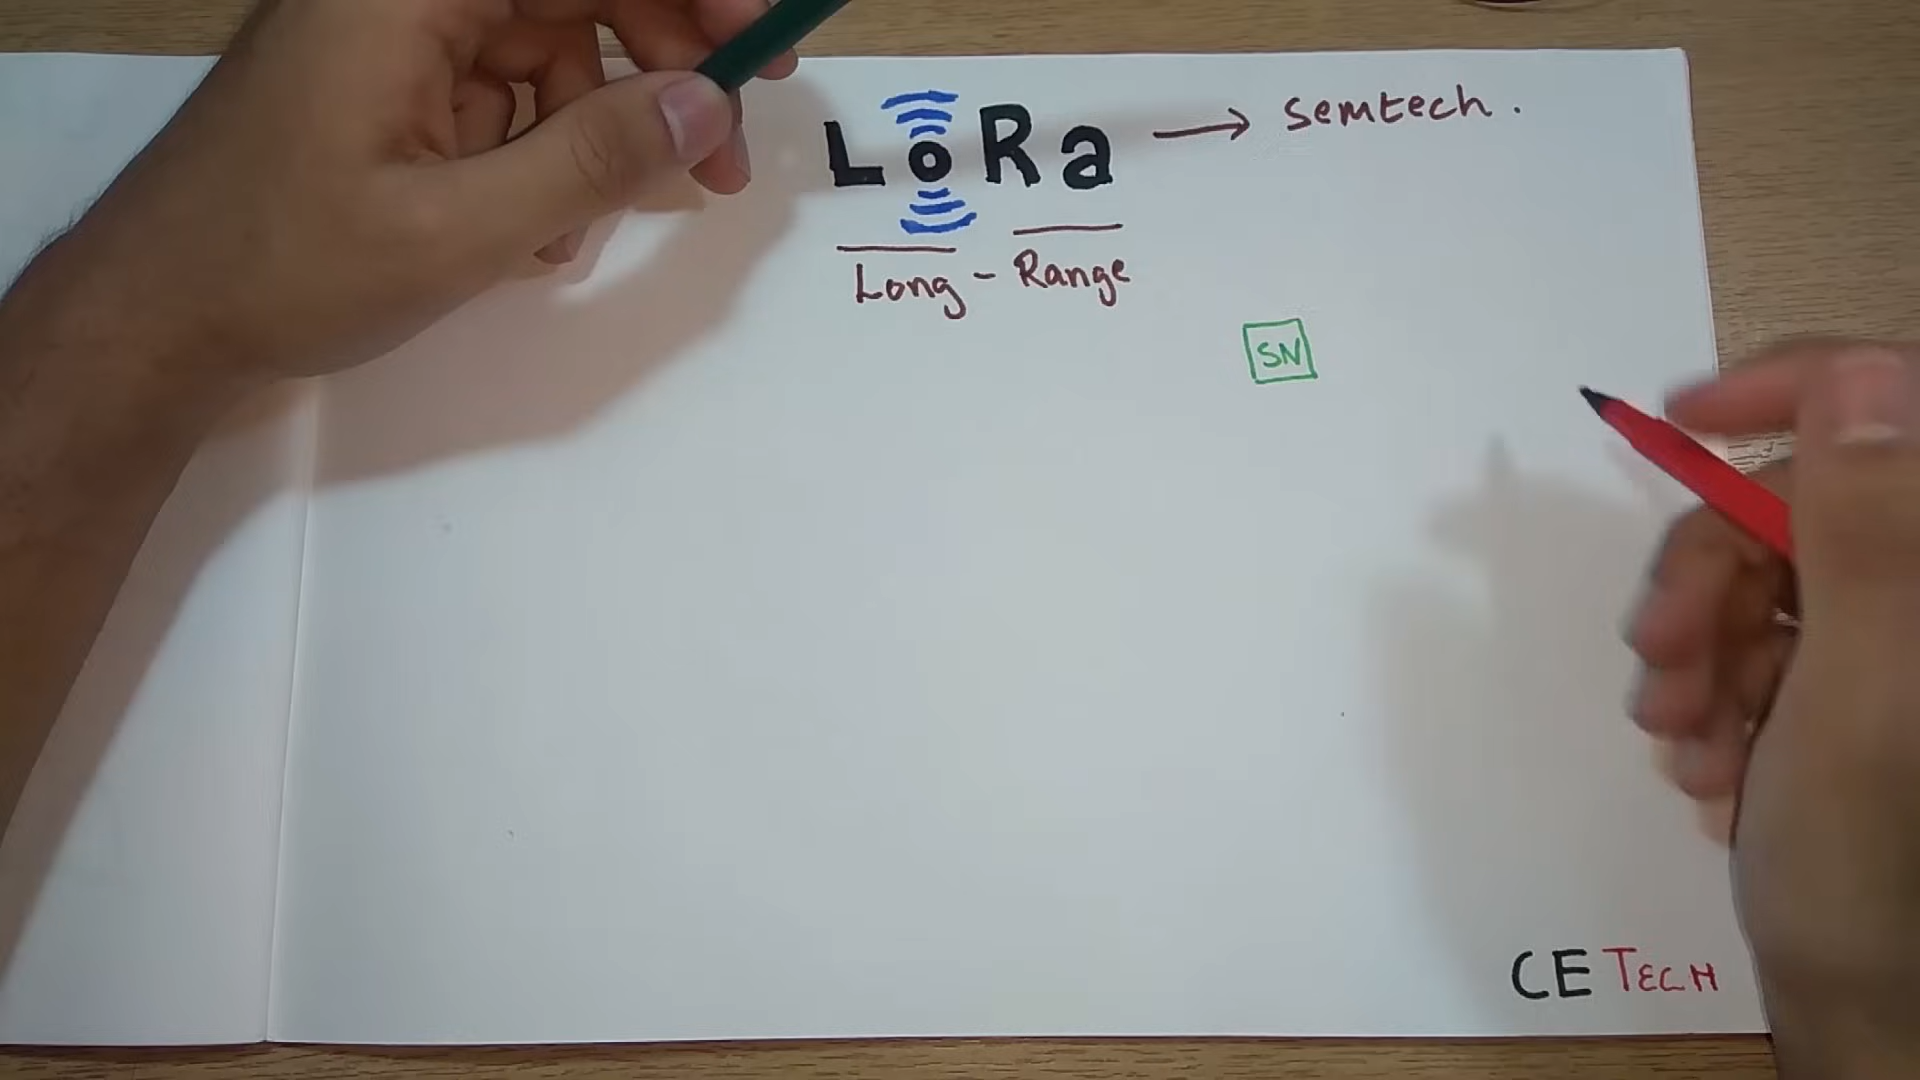 LoRa → semtech.
Long - Range
SN
CE TECH